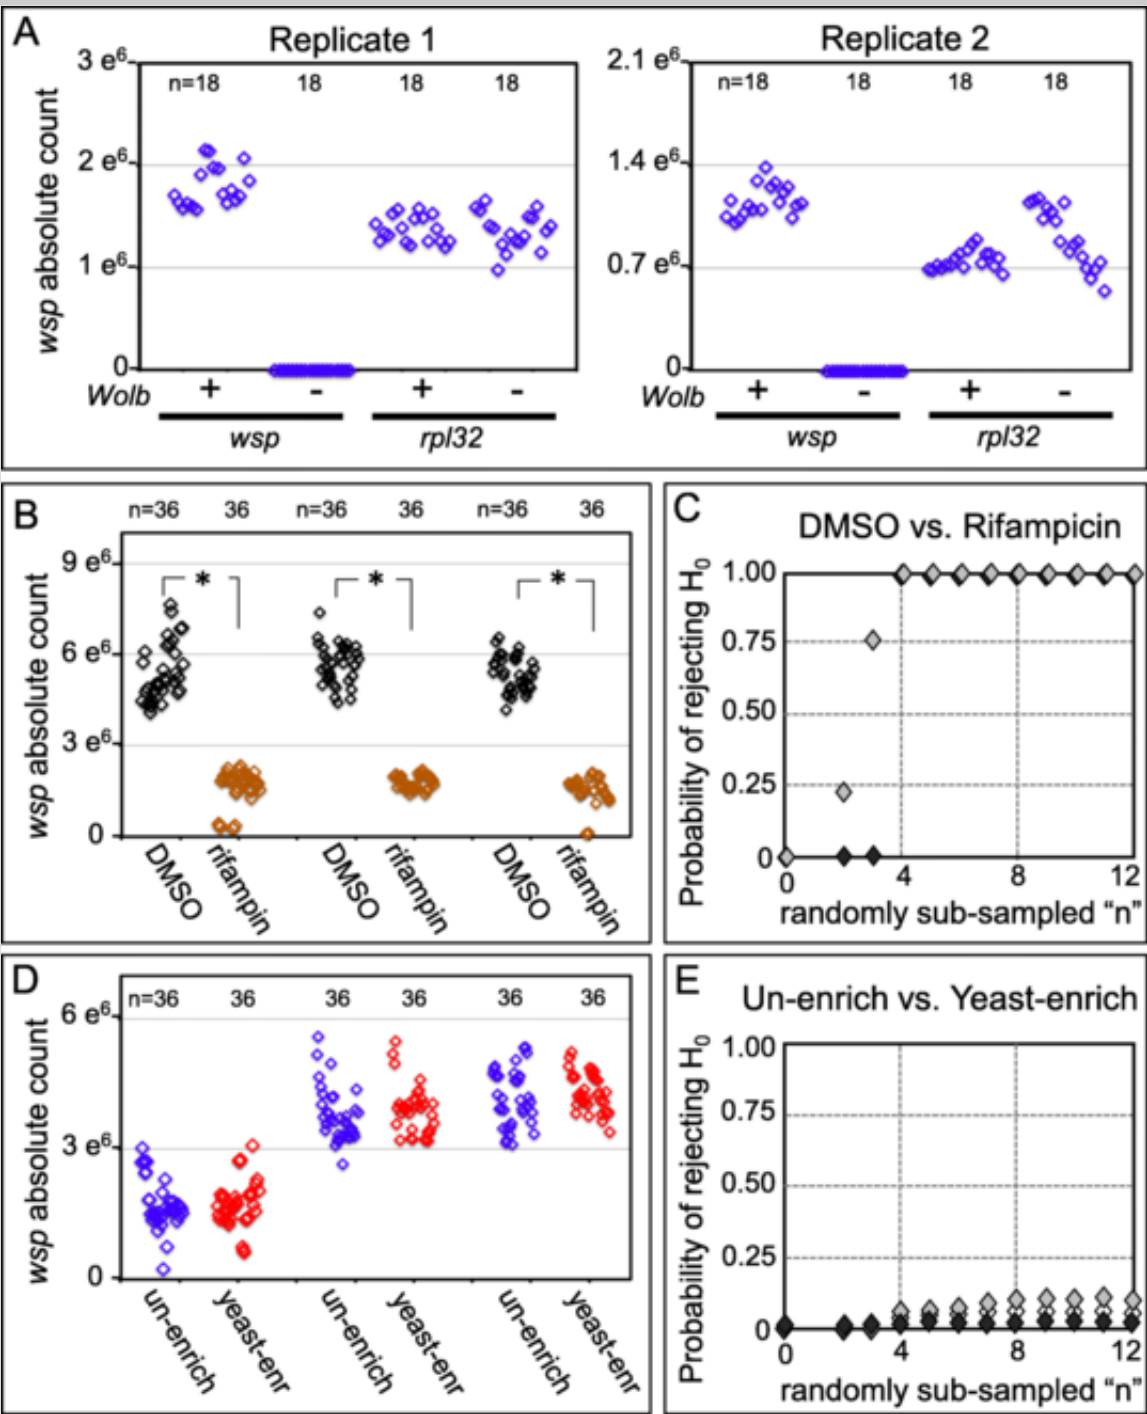 A
Replicate 1
Replicate 2
wsp absolute count
3 e6
2 e6
1 e6
0
n=18 18 18 18
Wolb + - + -
wsp rpl32
2.1 e6
1.4 e6
0.7 e6
0
n=18 18 18 18
Wolb + - + -
wsp rpl32
B
n=36 36 n=36 36 n=36 36
wsp absolute count
9 e6
6 e6
3 e6
0
* * *
DMSO
rifampin
DMSO
rifampin
DMSO
rifampin
C
DMSO vs. Rifampicin
Probability of rejecting H0
1.00
0.75
0.50
0.25
0
0 4 8 12
randomly sub-sampled “n”
D
n=36 36 36 36 36 36
wsp absolute count
6 e6
3 e6
0
un-enrich
yeast-enr
un-enrich
yeast-enr
un-enrich
yeast-enr
E
Un-enrich vs. Yeast-enrich
Probability of rejecting H0
1.00
0.75
0.50
0.25
0
0 4 8 12
randomly sub-sampled “n”